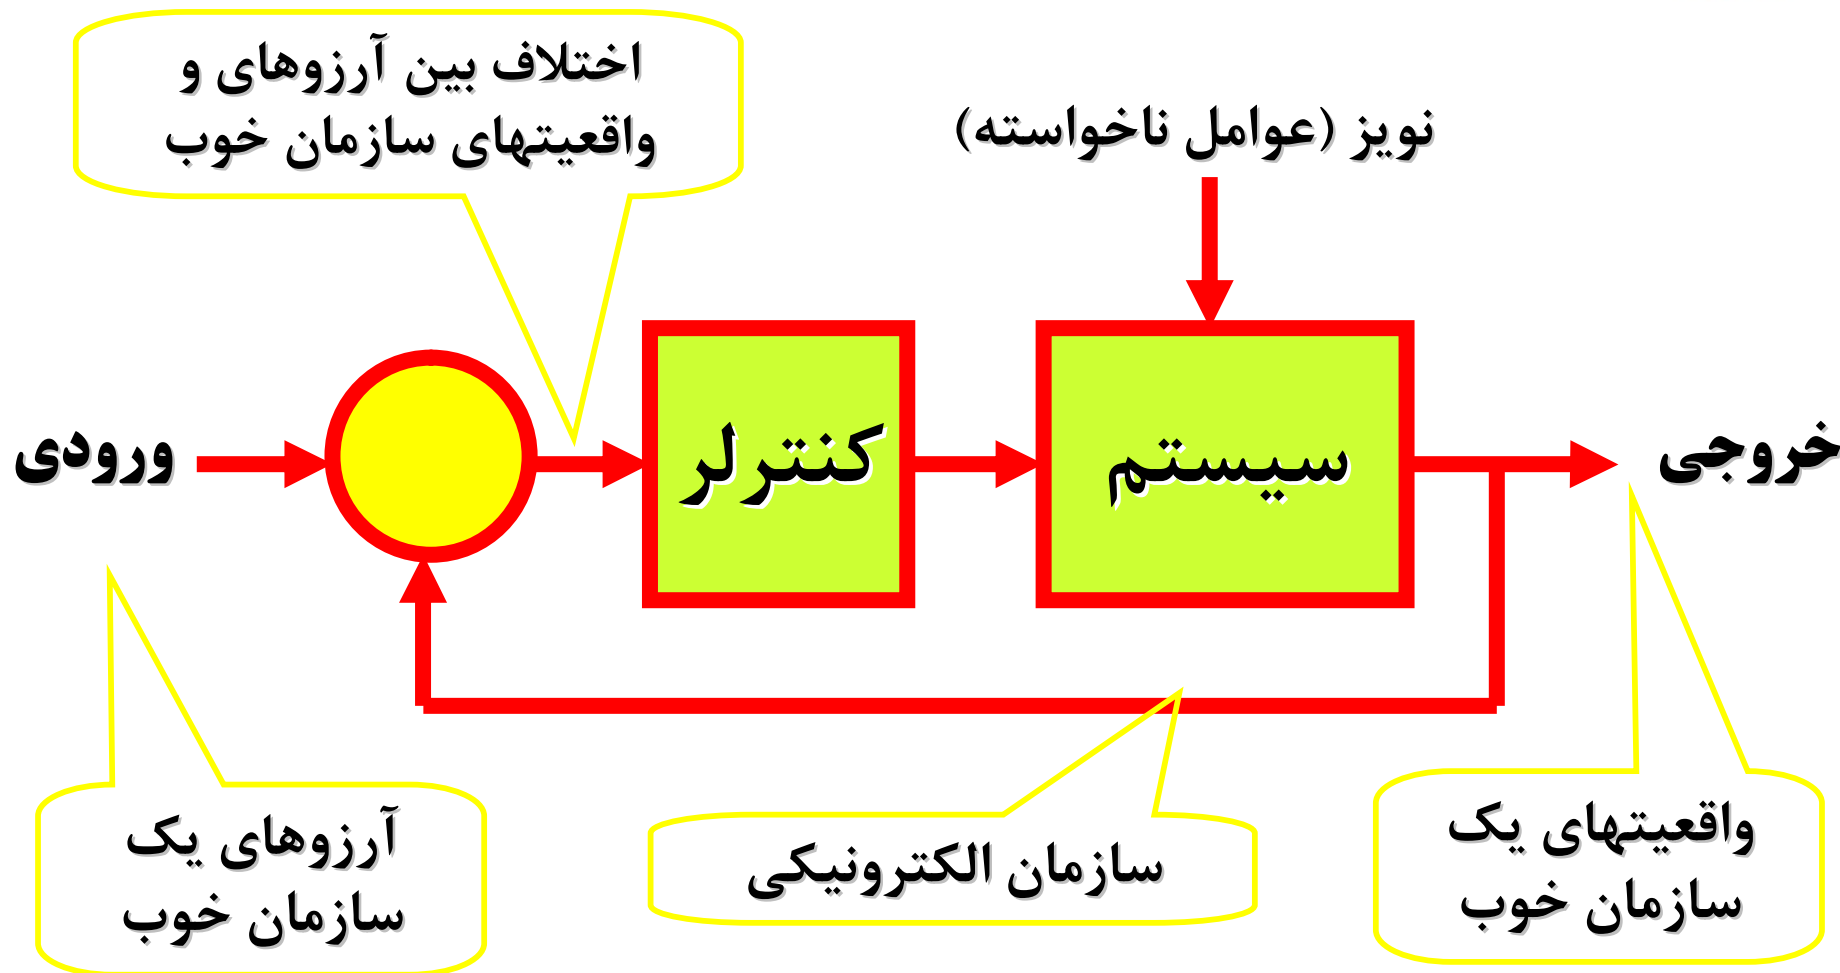 اختلاف بین آرزوهای و
واقعیتهای سازمان خوب
نویز (عوامل ناخواسته)
ورودی
کنترلر
سیستم
خروجی
آرزوهای یک
سازمان خوب
سازمان الکترونیکی
واقعیتهای یک
سازمان خوب